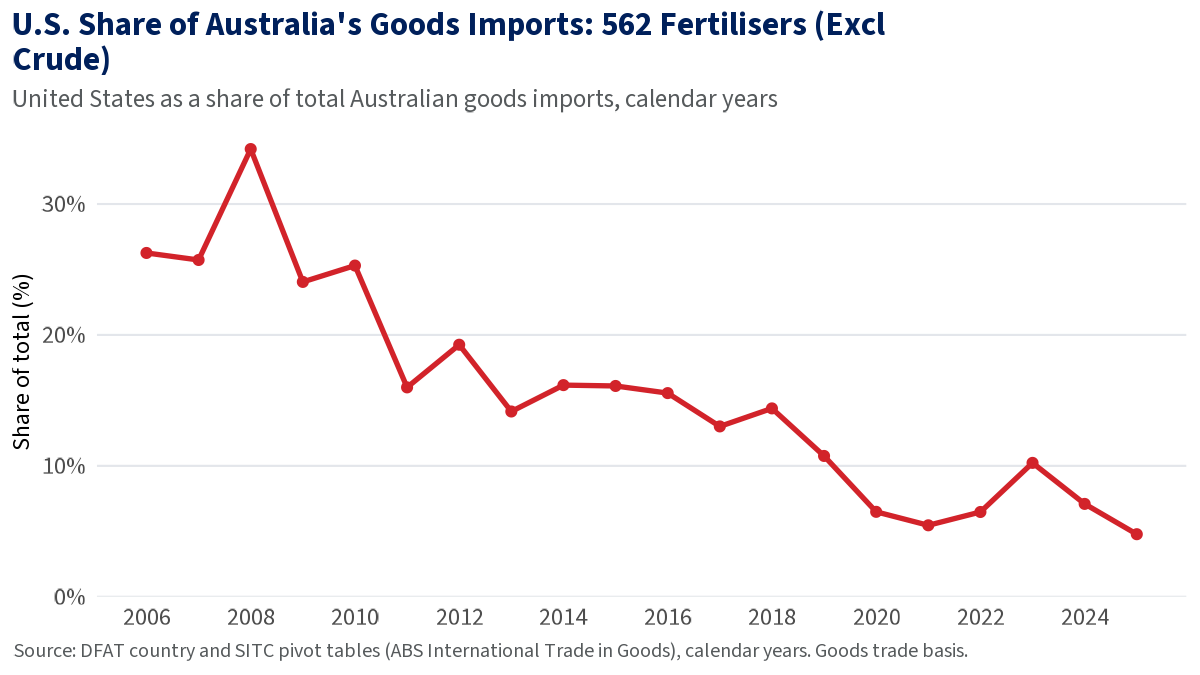 U.S. Share of Australia's Goods Imports: 562 Fertilisers (Excl
Crude)
United States as a share of total Australian goods imports, calendar years
Share of total (%)
30%
20%
10%
0%
2006 2008 2010 2012 2014 2016 2018 2020 2022 2024
Source: DFAT country and SITC pivot tables (ABS International Trade in Goods), calendar years. Goods trade basis.